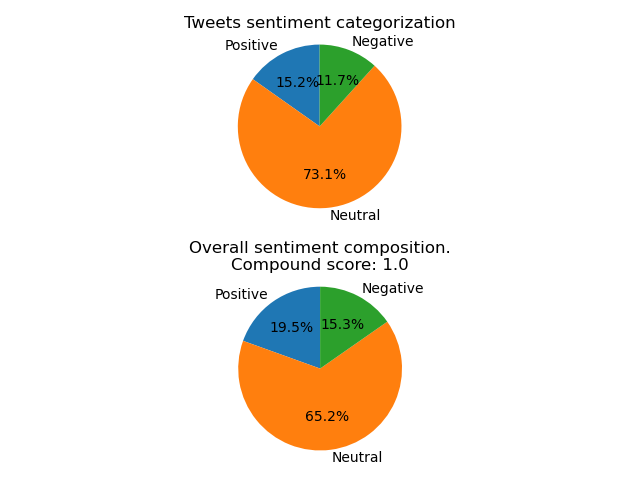 Tweets sentiment categorization
Positive
Negative
15.2%
11.7%
73.1%
Neutral
Overall sentiment composition.
Compound score: 1.0
Positive
Negative
19.5%
15.3%
65.2%
Neutral